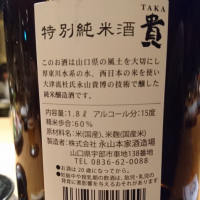 TAKA
特別純米酒 貴
このお酒は山口県の風土を大切にし
厚東川水系の水、西日本の米を使い
大津流杜氏永山貴博の技術で醸した
純米醸造酒です。
内容量:1.8ℓ アルコール分:15度
精米歩合:60%
原材料:米(国産)、米麹(国産米)
製造者:株式会社 永山本家酒造場
山口県宇部市車地138番地
TEL 0836-62-0088
●お酒は20歳になってから。